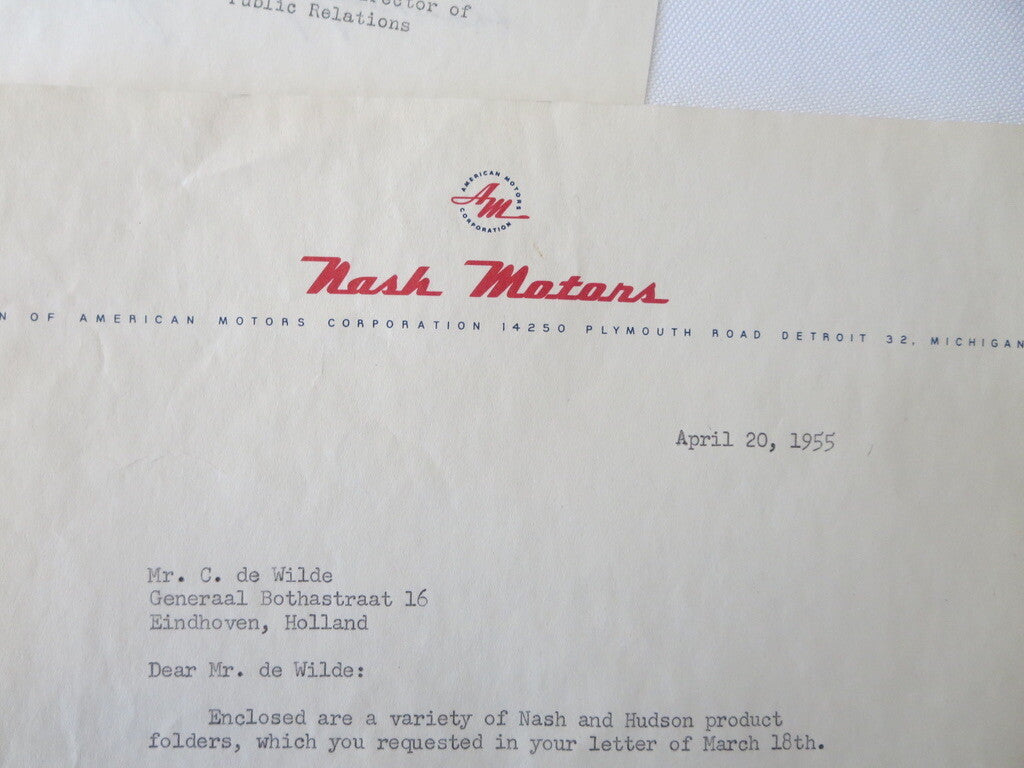 Director of
Public Relations
AMERICAN MOTORS
AM
CORPORATION
Nash Motors
N OF AMERICAN MOTORS CORPORATION 14250 PLYMOUTH ROAD DETROIT 32, MICHIGAN
April 20, 1955
Mr. C. de Wilde
Generaal Bothastraat 16
Eindhoven, Holland
Dear Mr. de Wilde:
Enclosed are a variety of Nash and Hudson product
folders, which you requested in your letter of March 18th.